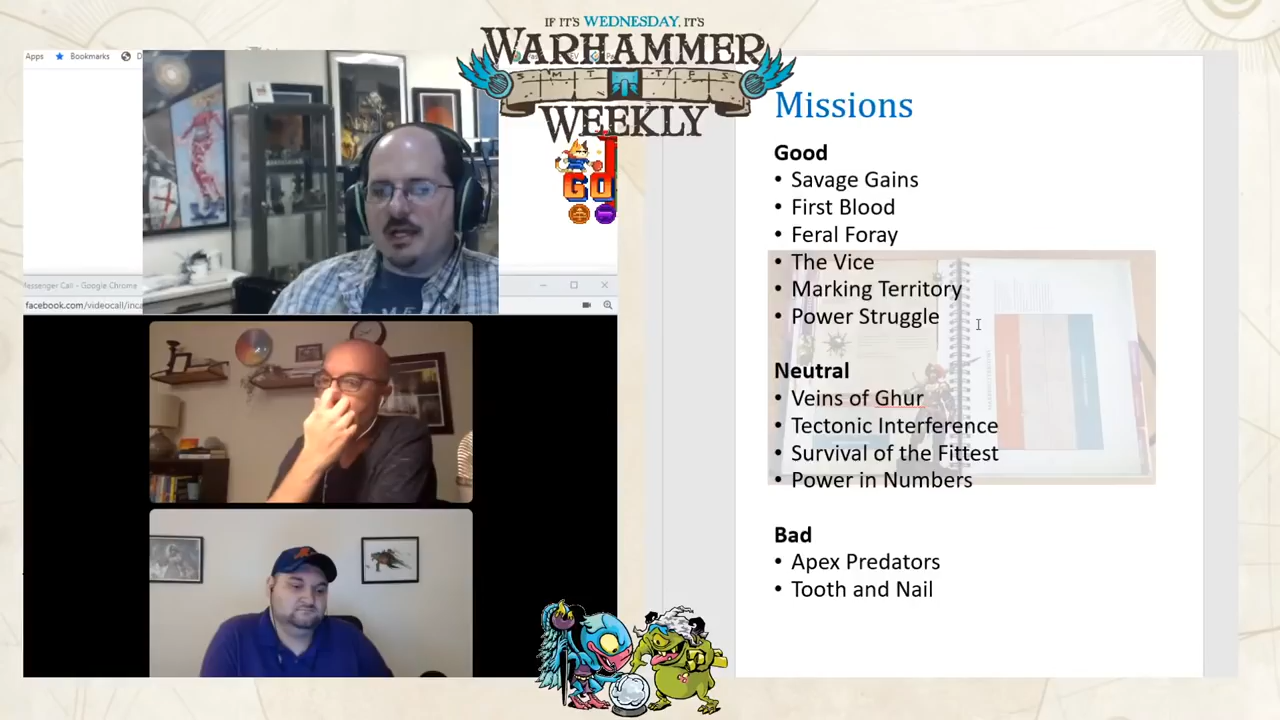 IF IT'S WEDNESDAY, IT'S
WARHAMMER
WEEKLY
Apps
Bookmarks
Messenger Call - Google Chrome
facebook.com/videocall/inca
Missions
Good
• Savage Gains
• First Blood
• Feral Foray
• The Vice
• Marking Territory
• Power Struggle
Neutral
• Veins of Ghur
• Tectonic Interference
• Survival of the Fittest
• Power in Numbers
Bad
• Apex Predators
• Tooth and Nail